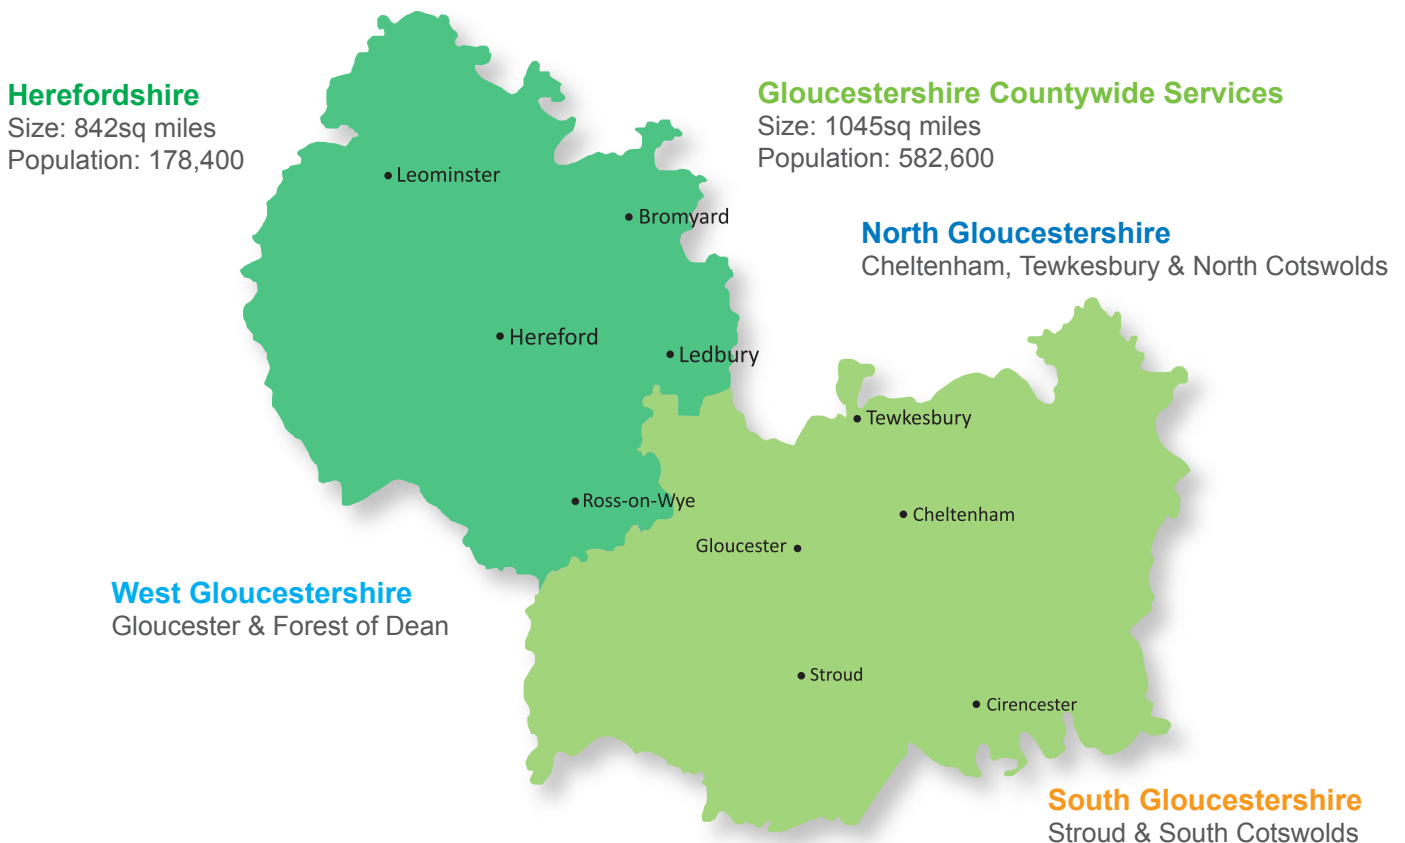 Herefordshire
Size: 842sq miles
Population: 178,400
Gloucestershire Countywide Services
Size: 1045sq miles
Population: 582,600
North Gloucestershire
Cheltenham, Tewkesbury & North Cotswolds
Leominster
Bromyard
Hereford
Ledbury
Tewkesbury
Ross-on-Wye
Cheltenham
Gloucester
West Gloucestershire
Gloucester & Forest of Dean
Stroud
Cirencester
South Gloucestershire
Stroud & South Cotswolds